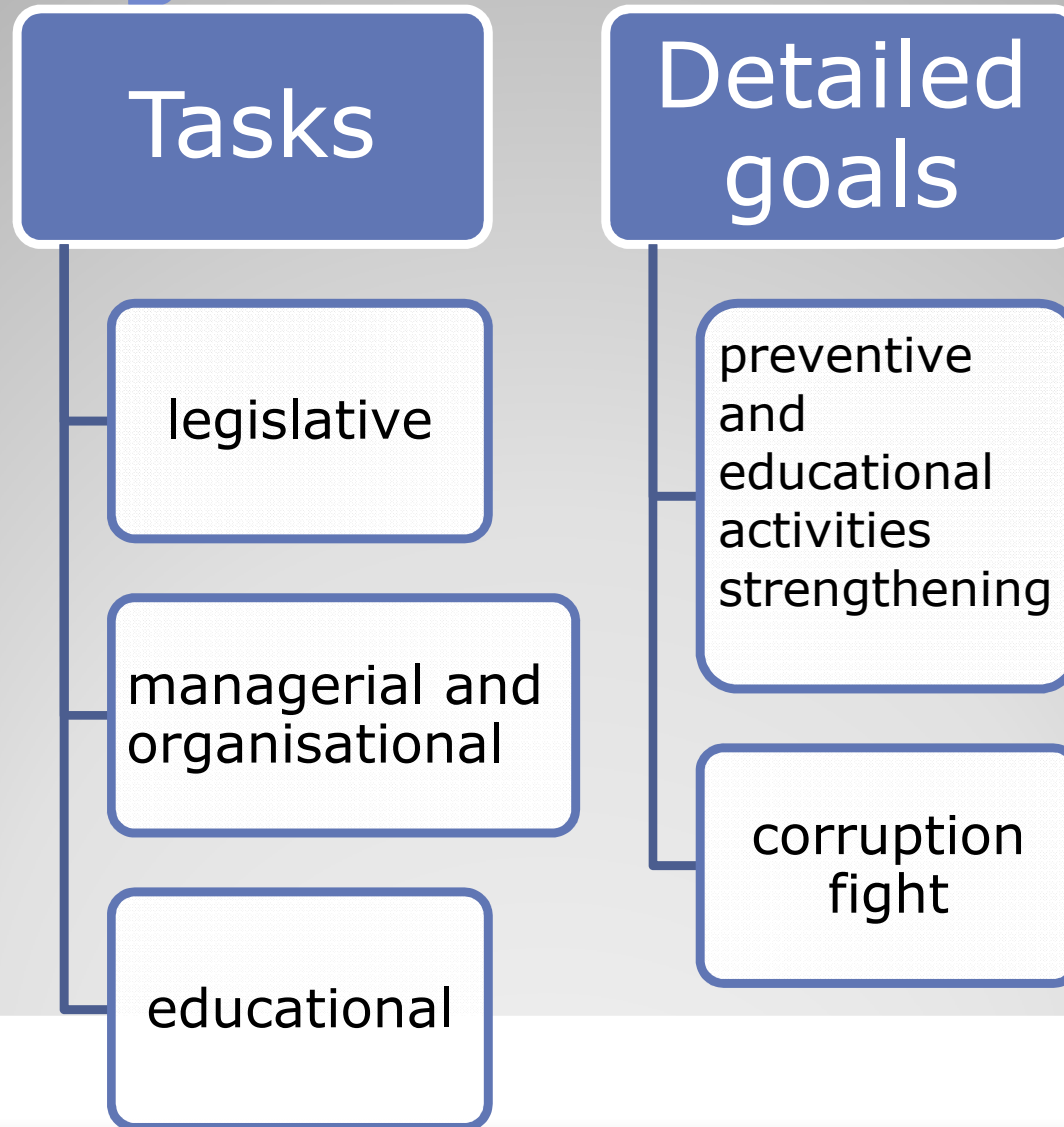 Tasks
legislative
managerial and
organisational
educational
Detailed
goals
preventive
and
educational
activities
strengthening
corruption
fight